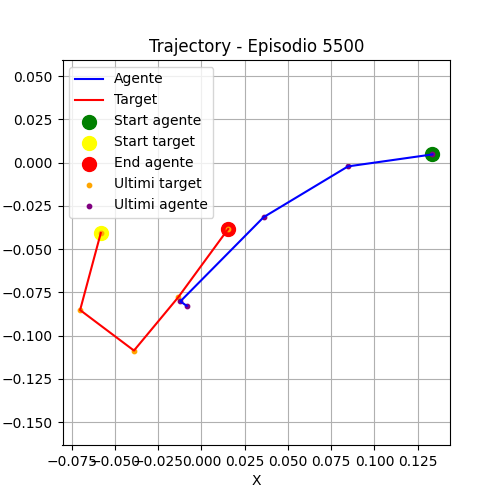 Trajectory - Episodio 5500
Agente
Target
Start agente
Start target
End agente
Ultimi target
Ultimi agente
0.050
0.025
0.000
−0.025
−0.050
−0.075
−0.100
−0.125
−0.150
−0.075 −0.050 −0.025 0.000 0.025 0.050 0.075 0.100 0.125
X